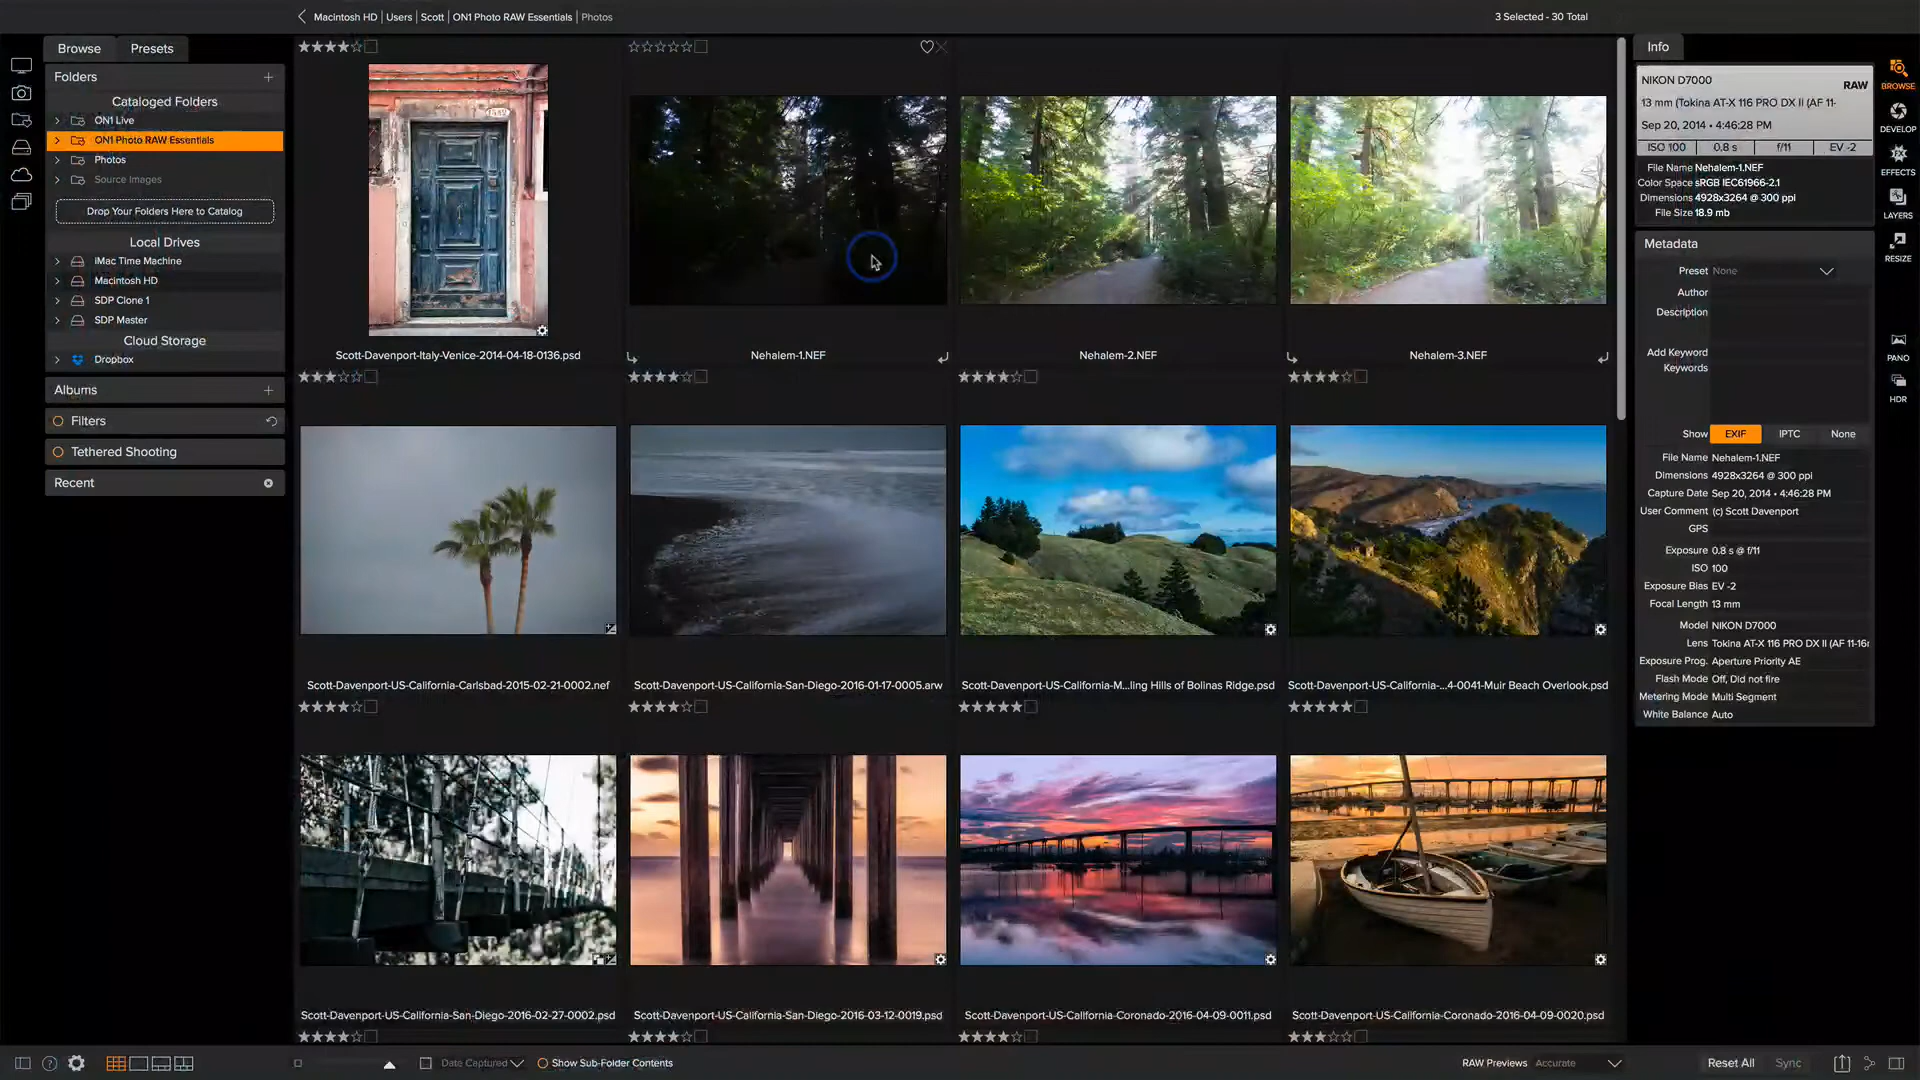 Macintosh HD | Users | Scott | ON1 Photo RAW Essentials | Photos
3 Selected - 30 Total
Browse
Presets
Folders
Cataloged Folders
ON1 Live
ON1 Photo RAW Essentials
Photos
Source Images
Drop Your Folders Here to Catalog
Local Drives
iMac Time Machine
Macintosh HD
SDP Clone 1
SDP Master
Cloud Storage
Dropbox
Albums
Filters
Tethered Shooting
Recent
Scott-Davenport-Italy-Venice-2014-04-18-0136.psd
Nehalem-1.NEF
Nehalem-2.NEF
Nehalem-3.NEF
Scott-Davenport-US-California-Carlsbad-2015-02-21-0002.nef
Scott-Davenport-US-California-San-Diego-2016-01-17-0005.arw
Scott-Davenport-US-California-M...ling Hills of Bolinas Ridge.psd
Scott-Davenport-US-California-...4-0041-Muir Beach Overlook.psd
Scott-Davenport-US-California-San-Diego-2016-02-27-0002.psd
Scott-Davenport-US-California-San-Diego-2016-03-12-0019.psd
Scott-Davenport-US-California-Coronado-2016-04-09-0011.psd
Scott-Davenport-US-California-Coronado-2016-04-09-0020.psd
Date Captured
Show Sub-Folder Contents
RAW Previews Accurate
Reset All
Sync
Info
NIKON D7000
RAW
13 mm (Tokina AT-X 116 PRO DX II (AF 11-
Sep 20, 2014 • 4:46:28 PM
ISO 100
0.8 s
f/11
EV -2
File Name Nehalem-1.NEF
Color Space sRGB IEC61966-2.1
Dimensions 4928x3264 @ 300 ppi
File Size 18.9 mb
Metadata
Preset None
Author
Description
Add Keyword
Keywords
Show EXIF IPTC None
File Name Nehalem-1.NEF
Dimensions 4928x3264 @ 300 ppi
Capture Date Sep 20, 2014 • 4:46:28 PM
User Comment (c) Scott Davenport
GPS
Exposure 0.8 s @ f/11
ISO 100
Exposure Bias EV -2
Focal Length 13 mm
Model NIKON D7000
Lens Tokina AT-X 116 PRO DX II (AF 11-16
Exposure Prog. Aperture Priority AE
Flash Mode Off, Did not fire
Metering Mode Multi Segment
White Balance Auto
BROWSE
DEVELOP
EFFECTS
LAYERS
RESIZE
PANO
HDR